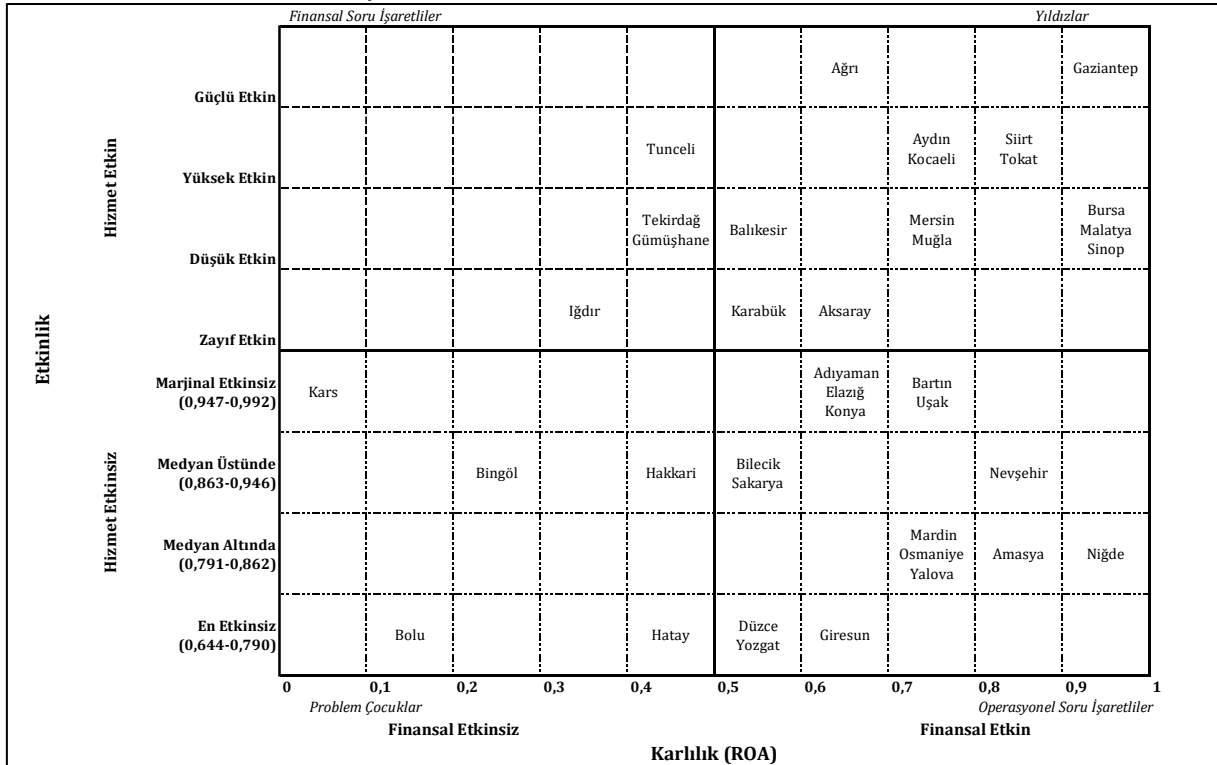 Finansal Soru İşaretliler
Yıldızlar
Ağrı
Gaziantep
Güçlü Etkin
Tunceli
Aydın
Kocaeli
Siirt
Tokat
Yüksek Etkin
Hizmet Etkin
Tekirdağ
Gümüşhane
Balıkesir
Mersin
Muğla
Bursa
Malatya
Sinop
Düşük Etkin
Iğdır
Karabük
Aksaray
Zayıf Etkin
Etkinlik
Marjinal Etkinsiz
(0,947-0,992)
Kars
Adıyaman
Elazığ
Konya
Bartın
Uşak
Medyan Üstünde
(0,863-0,946)
Bingöl
Hakkari
Bilecik
Sakarya
Nevşehir
Hizmet Etkinsiz
Medyan Altında
(0,791-0,862)
Mardin
Osmaniye
Yalova
Amasya
Niğde
En Etkinsiz
(0,644-0,790)
Bolu
Hatay
Düzce
Yozgat
Giresun
0 0,1 0,2 0,3 0,4 0,5 0,6 0,7 0,8 0,9 1
Problem Çocuklar
Operasyonel Soru İşaretliler
Finansal Etkinsiz
Finansal Etkin
Karlılık (ROA)